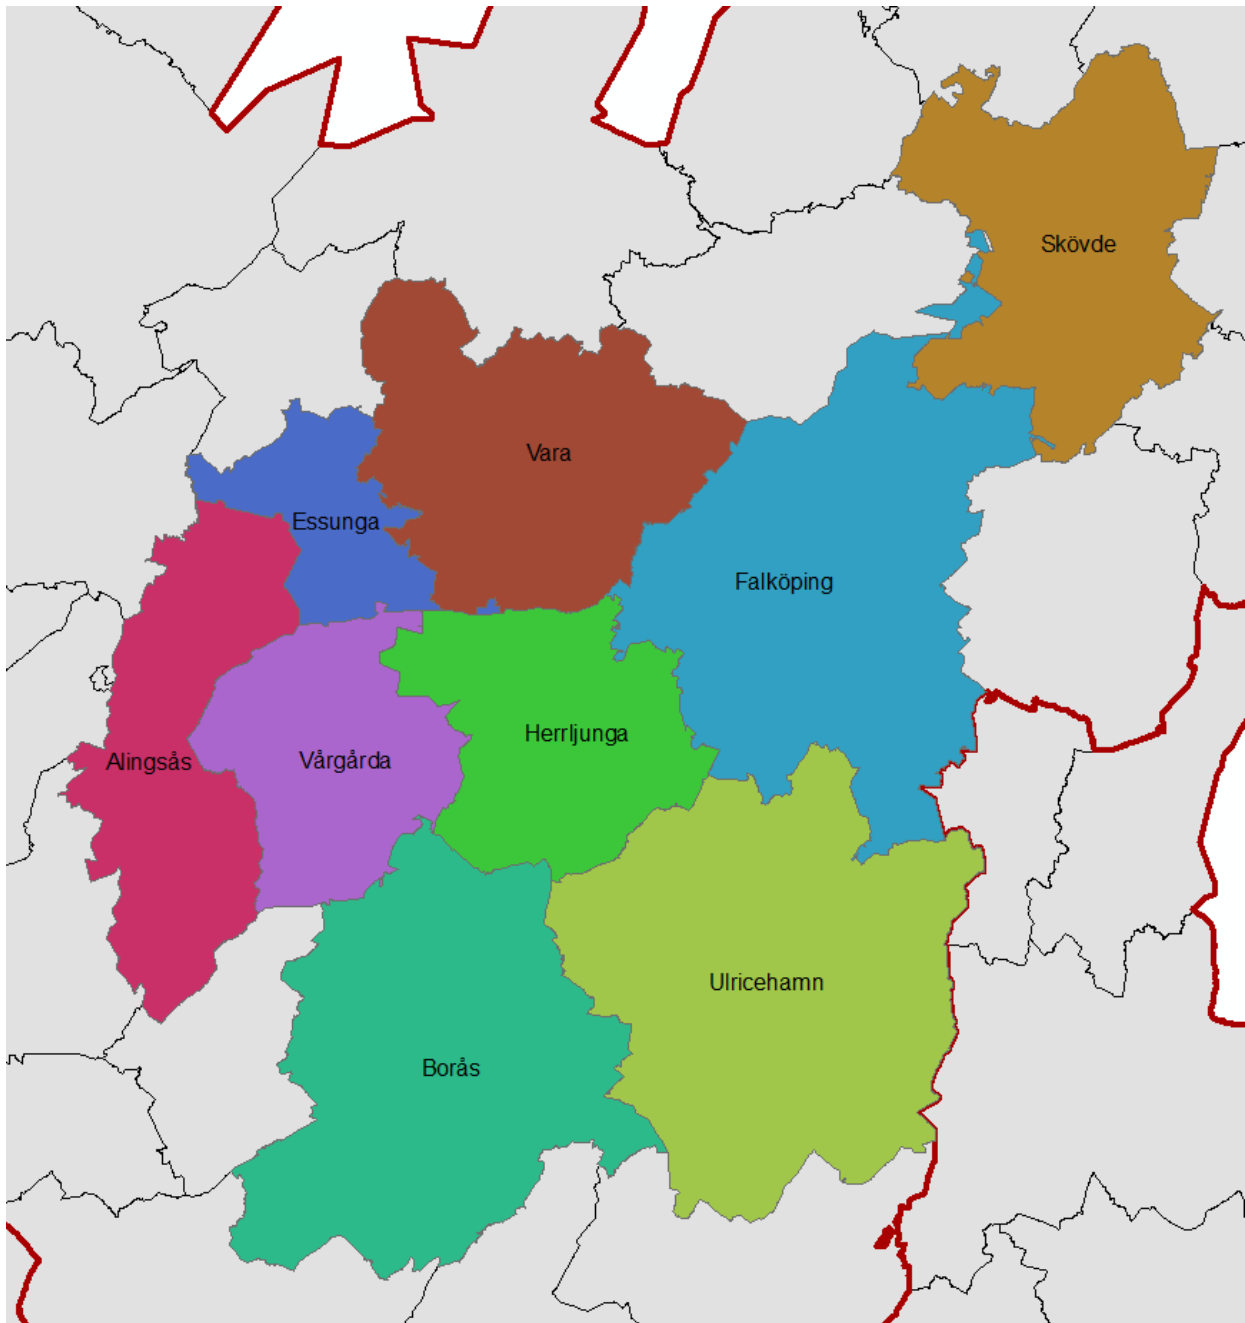 Skövde
Vara
Essunga
Falköping
Herrljunga
Alingsås
Vårgårda
Ulricehamn
Borås